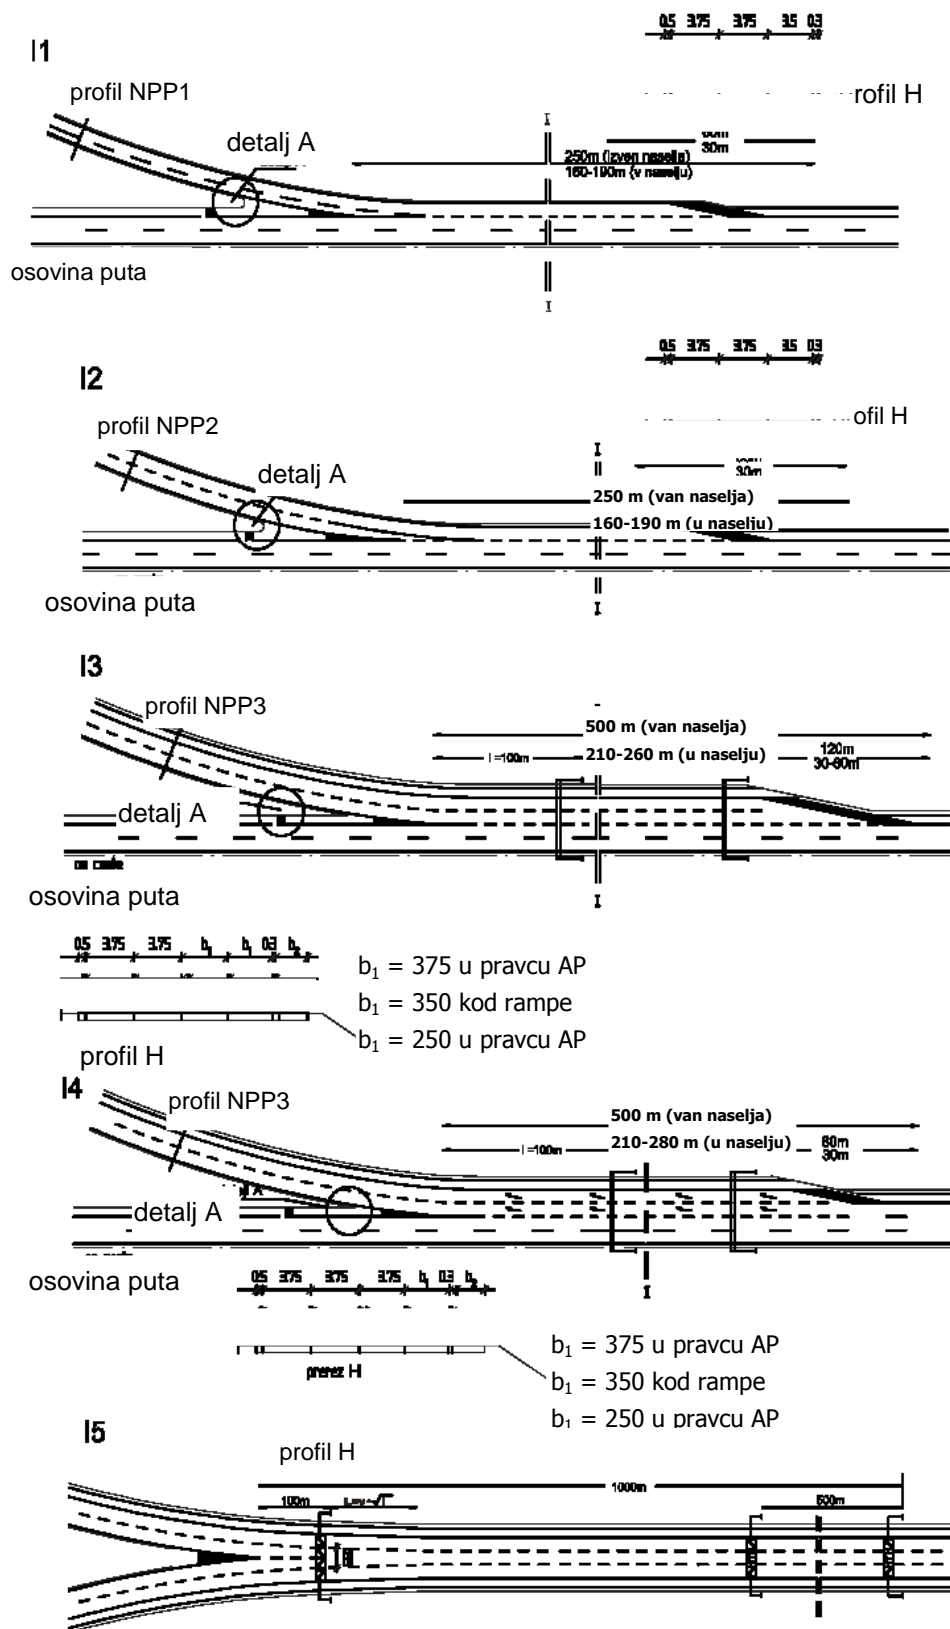 0.5 3.75 3.75 3.5 0.3
I1
profil NPP1
rofil H
detalj A
I
30m
250m (izven naselja)
160-190m (v naselju)
osovina puta
I
0.5 3.75 3.75 3.5 0.3
I2
profil NPP2
ofil H
I
detalj A
30m
250 m (van naselja)
160-190 m (u naselju)
osovina puta
I
I3
profil NPP3
500 m (van naselja)
l=100m 210-260 m (u naselju) 120m
30-60m
detalj A
osovina puta
I
0.5 3.75 3.75 b1 b1 0.3 b2
b1 = 375 u pravcu AP
b1 = 350 kod rampe
b1 = 250 u pravcu AP
profil H
I4
profil NPP3
500 m (van naselja)
l=100m 210-280 m (u naselju) 60m
30m
detalj A
osovina puta
0.5 3.75 3.75 3.75 b1 0.3 b2
I
b1 = 375 u pravcu AP
prerez H
b1 = 350 kod rampe
b1 = 250 u pravcu AP
I5
profil H
1000m
100m
500m